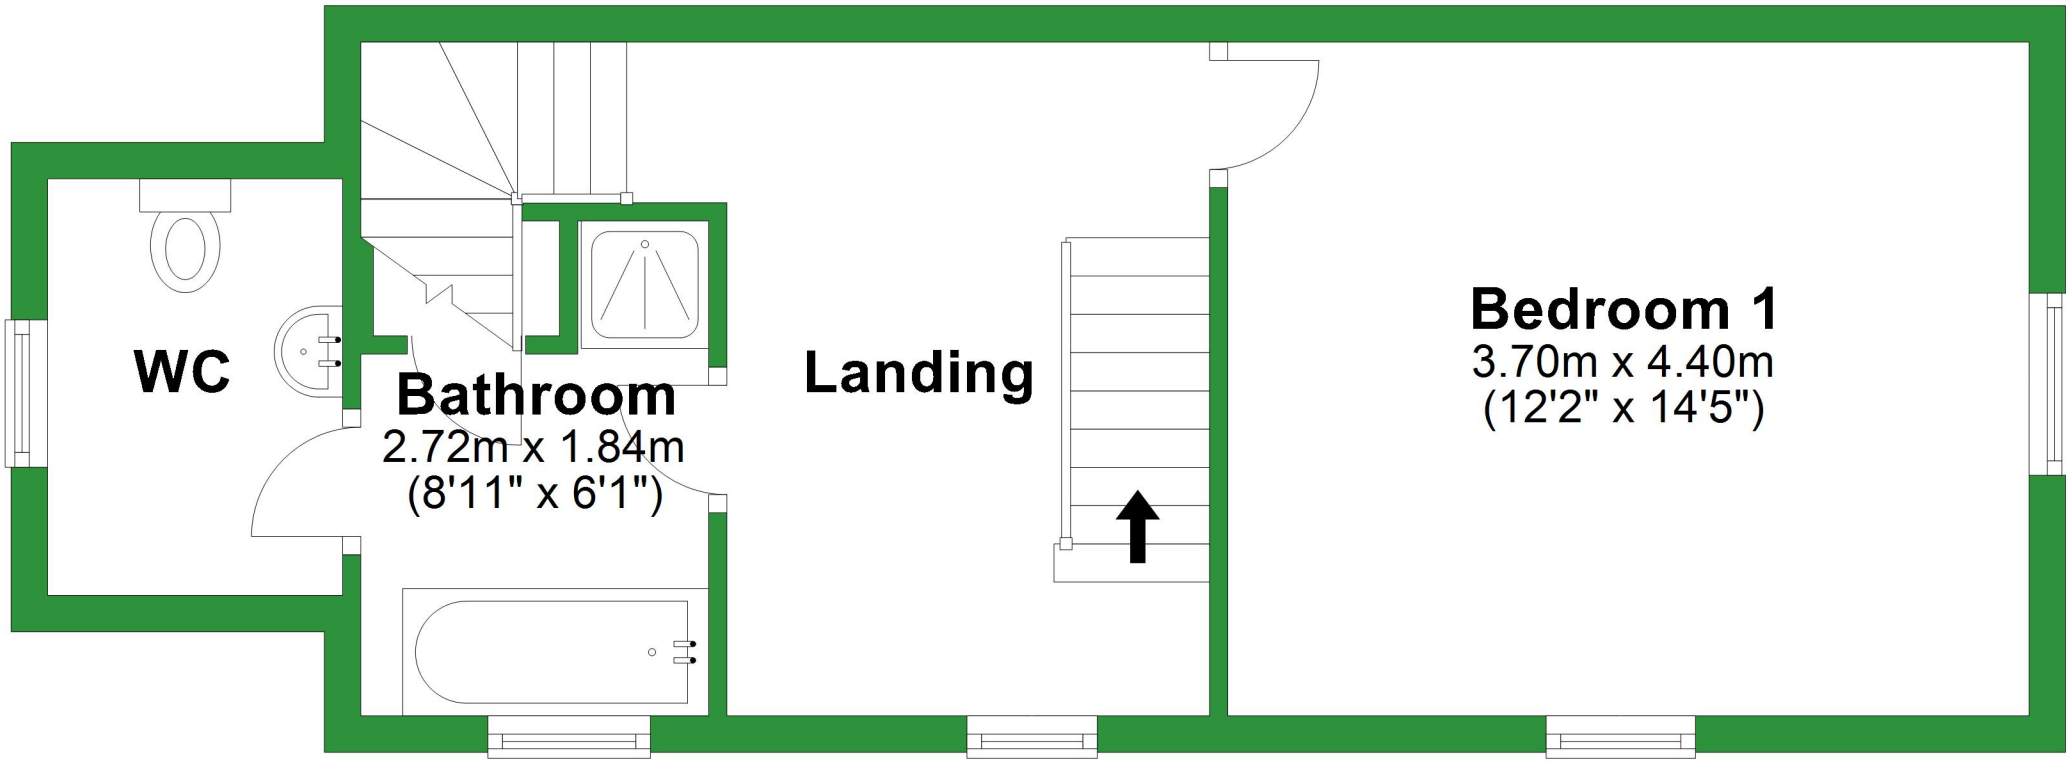 WC
Bathroom
2.72m x 1.84m
(8'11" x 6'1")
Landing
Bedroom 1
3.70m x 4.40m
(12'2" x 14'5")